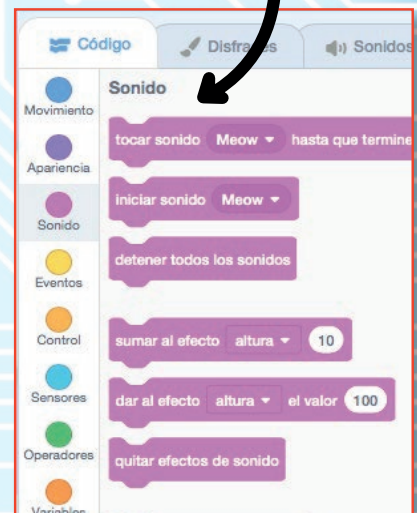 Código Disfraces Sonidos
Sonido
Movimiento
Apariencia
Sonido
Eventos
Control
Sensores
Operadores
Variables
tocar sonido Meow hasta que termine
iniciar sonido Meow
detener todos los sonidos
sumar al efecto altura 10
dar al efecto altura el valor 100
quitar efectos de sonido